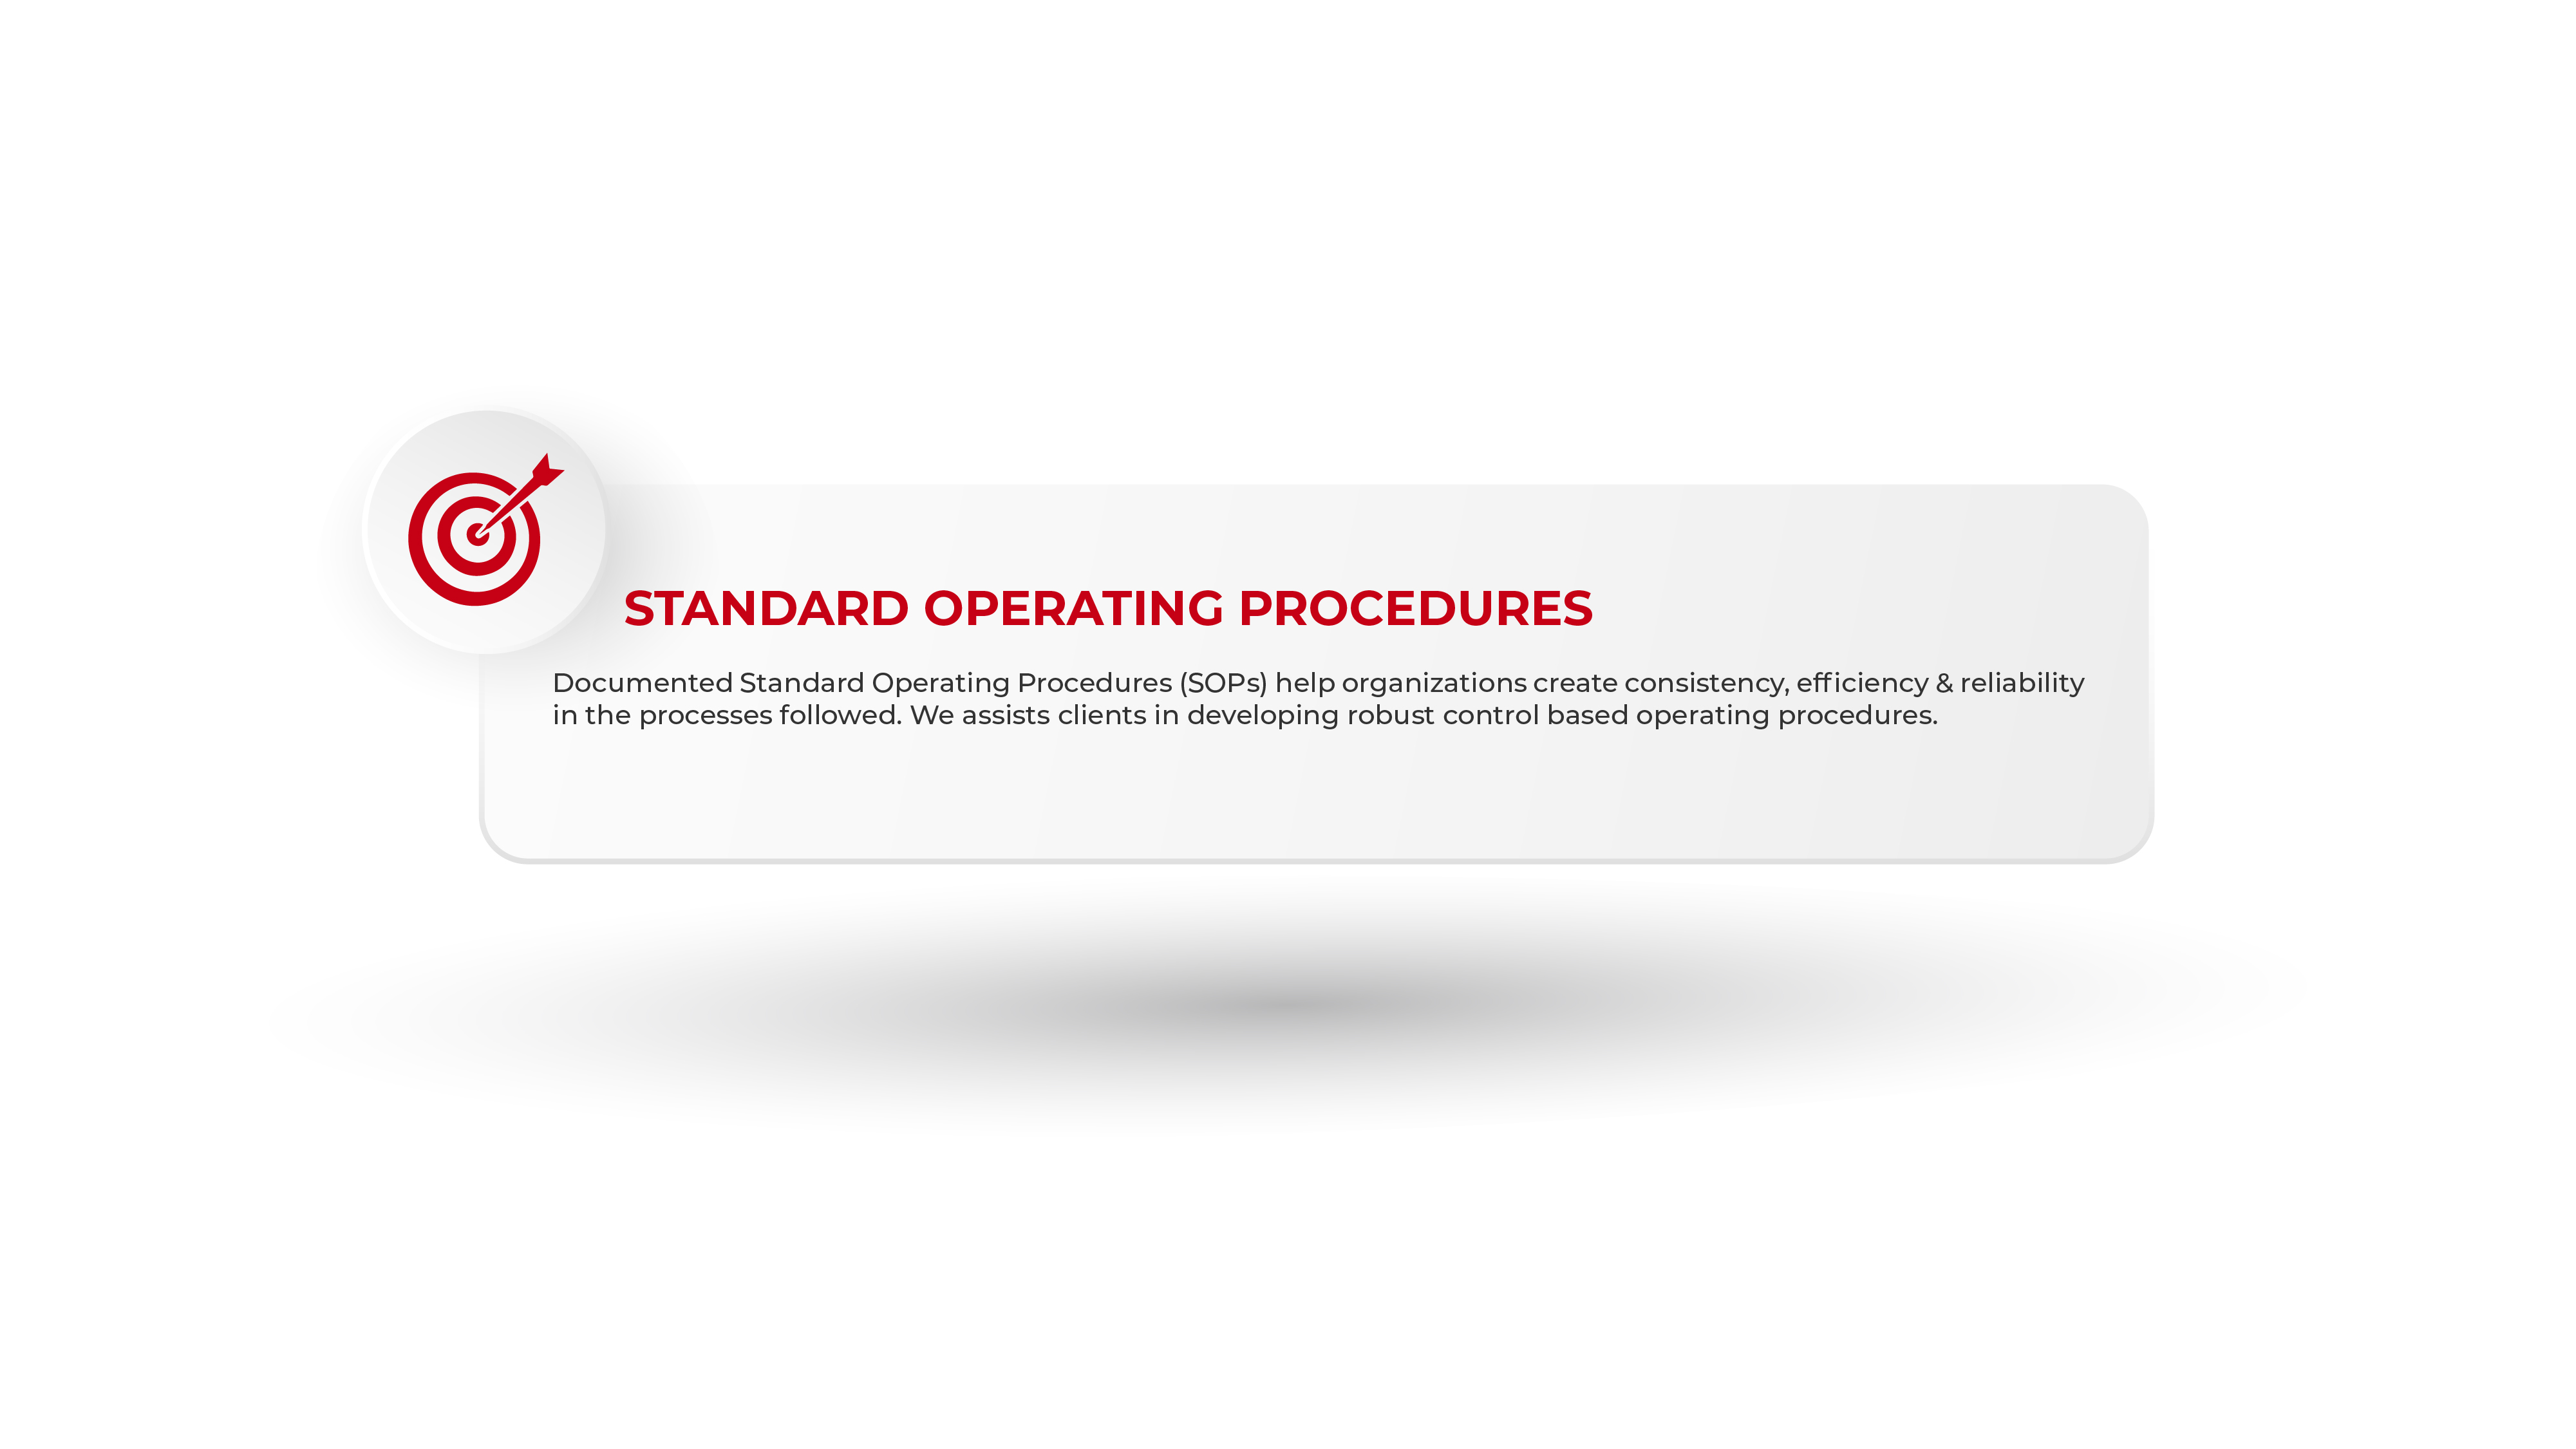 STANDARD OPERATING PROCEDURES
Documented Standard Operating Procedures (SOPs) help organizations create consistency, efficiency & reliability
in the processes followed. We assists clients in developing robust control based operating procedures.